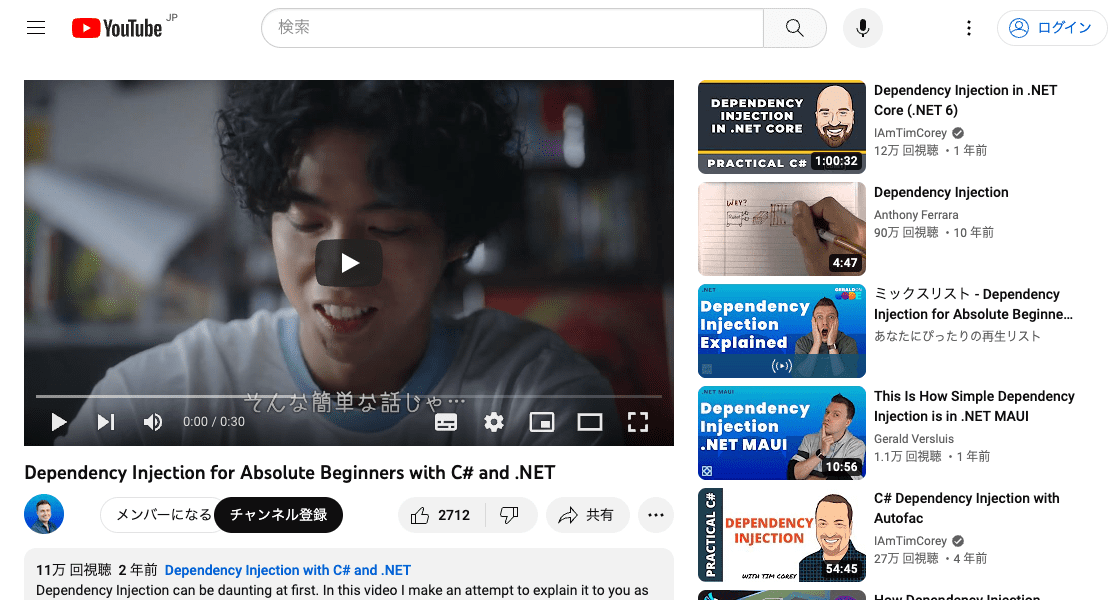 YouTube JP
検索
ログイン
そんな簡単な話じゃ…
0:00 / 0:30
Dependency Injection for Absolute Beginners with C# and .NET
メンバーになる
チャンネル登録
2712
共有
11万 回視聴 2 年前 Dependency Injection with C# and .NET
Dependency Injection can be daunting at first. In this video I make an attempt to explain it to you as
DEPENDENCY
INJECTION
IN .NET CORE
PRACTICAL C#
1:00:32
Dependency Injection in .NET
Core (.NET 6)
IAmTimCorey
12万 回視聴 ・1 年前
WHY?
4:47
Dependency Injection
Anthony Ferrara
90万 回視聴 ・10 年前
.NET
Dependency
Injection
Explained
ミックスリスト - Dependency
Injection for Absolute Beginne…
あなたにぴったりの再生リスト
.NET MAUI
Dependency
Injection
.NET MAUI
10:56
This Is How Simple Dependency
Injection is in .NET MAUI
Gerald Versluis
1.1万 回視聴 ・1 年前
PRACTICAL C#
DEPENDENCY
INJECTION
WITH TIM COREY
54:45
C# Dependency Injection with
Autofac
IAmTimCorey
27万 回視聴 ・4 年前
How Dependency Injection